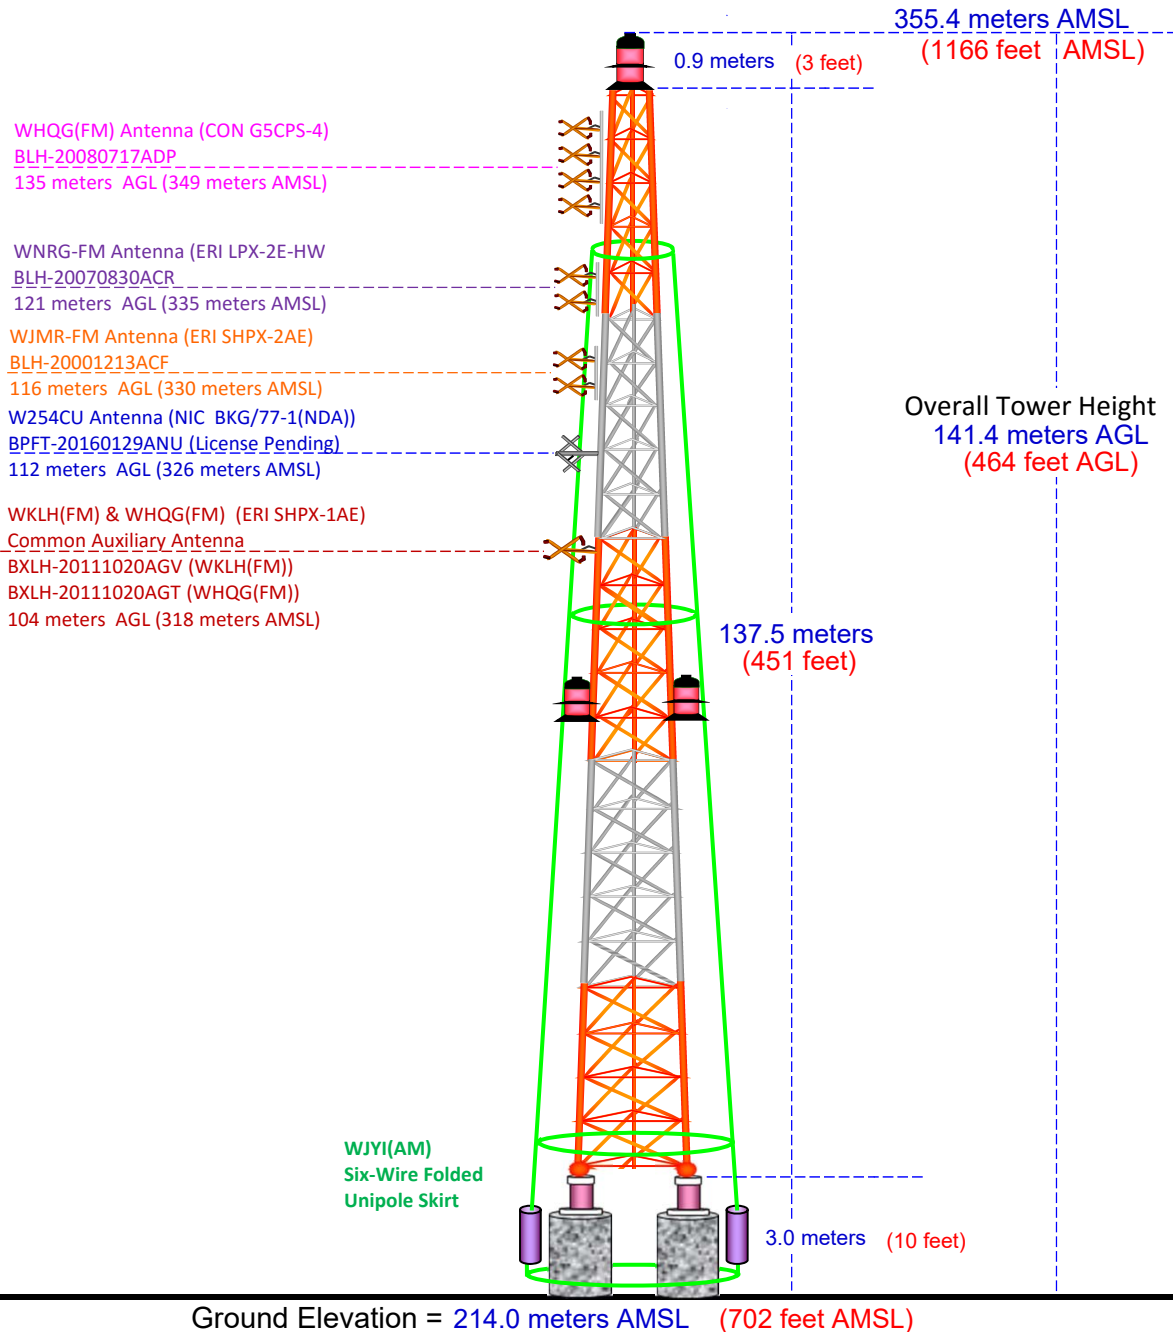 355.4 meters AMSL
(1166 feet AMSL)
0.9 meters (3 feet)
WHQG(FM) Antenna (CON G5CPS-4)
BLH-20080717ADP
135 meters AGL (349 meters AMSL)
WNRG-FM Antenna (ERI LPX-2E-HW
BLH-20070830ACR
121 meters AGL (335 meters AMSL)
WJMR-FM Antenna (ERI SHPX-2AE)
BLH-20001213ACF
116 meters AGL (330 meters AMSL)
W254CU Antenna (NIC BKG/77-1(NDA))
BPFT-20160129ANU (License Pending)
112 meters AGL (326 meters AMSL)
Overall Tower Height
141.4 meters AGL
(464 feet AGL)
WKLH(FM) & WHQG(FM) (ERI SHPX-1AE)
Common Auxiliary Antenna
BXLH-20111020AGV (WKLH(FM))
BXLH-20111020AGT (WHQG(FM))
104 meters AGL (318 meters AMSL)
137.5 meters
(451 feet)
WJYI(AM)
Six-Wire Folded
Unipole Skirt
3.0 meters (10 feet)
Ground Elevation = 214.0 meters AMSL (702 feet AMSL)